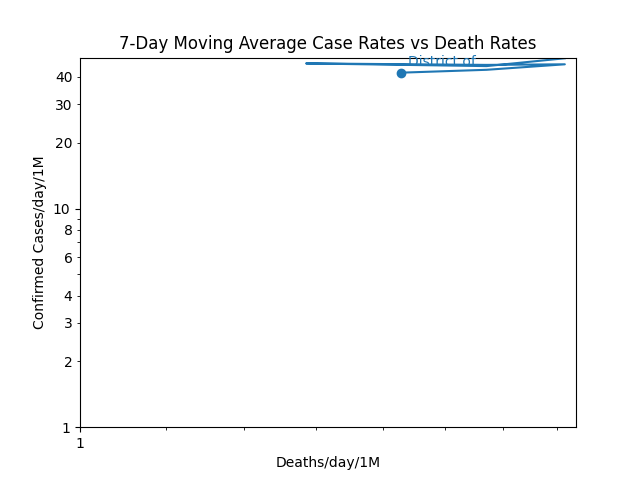 7-Day Moving Average Case Rates vs Death Rates
District of
40
30
20
10
8
6
4
3
2
1
1
Confirmed Cases/day/1M
Deaths/day/1M